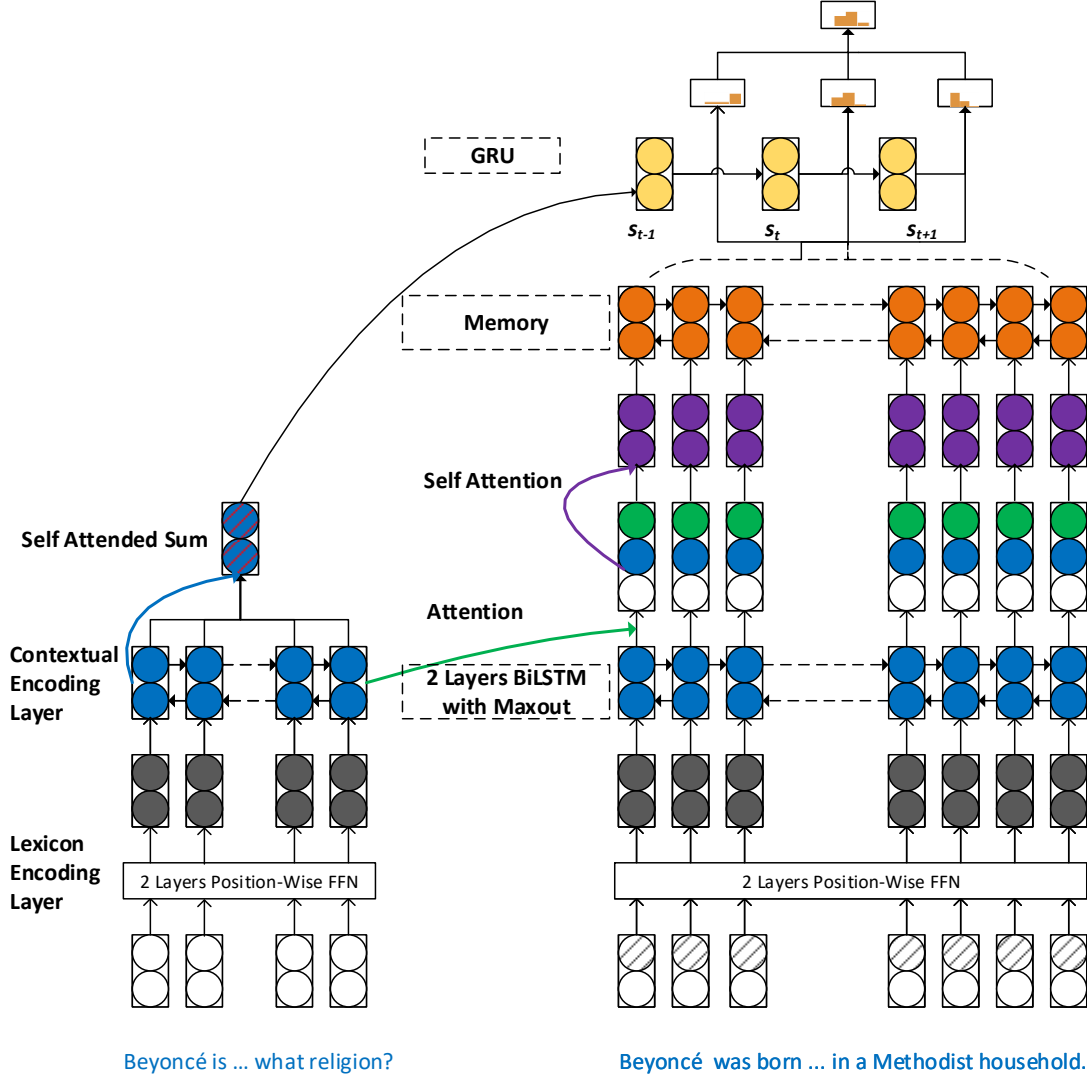 GRU
s_{t-1}
s_t
s_{t+1}
Memory
Self Attention
Self Attended Sum
Attention
Contextual
Encoding
Layer
2 Layers BiLSTM
with Maxout
Lexicon
Encoding
Layer
2 Layers Position-Wise FFN
2 Layers Position-Wise FFN
Beyoncé is ... what religion?
Beyoncé was born ... in a Methodist household.